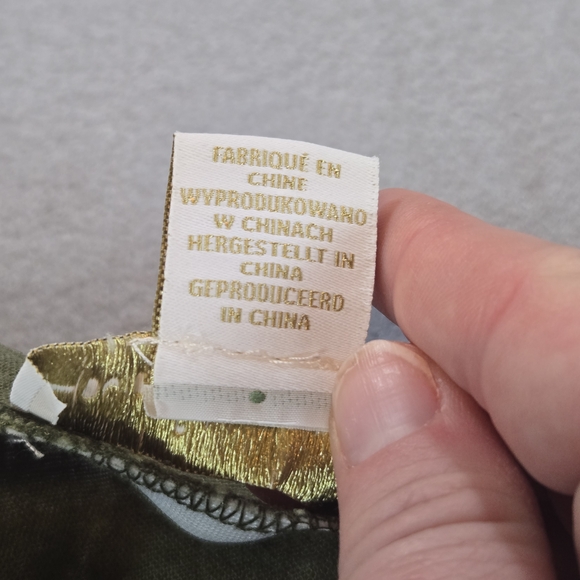 FABRIQUÉ EN
CHINE
WYPRODUKOWANO
W CHINACH
HERGESTELLT IN
CHINA
GEPRODUCEERD
IN CHINA